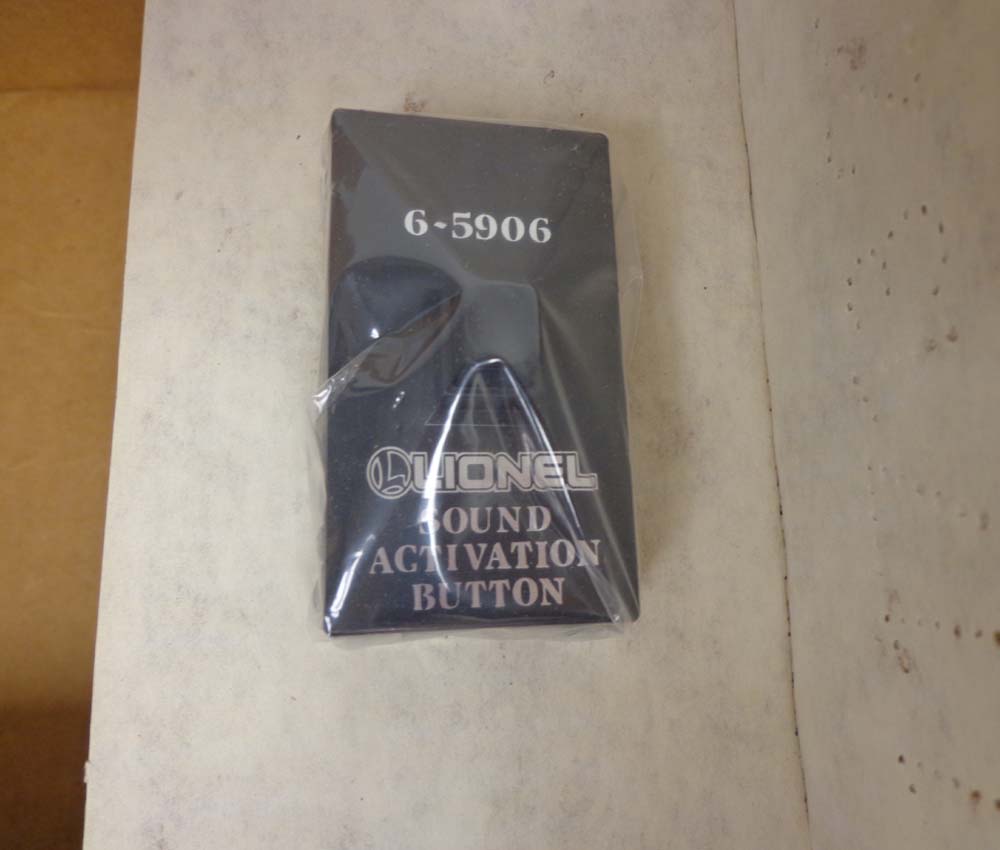 6-5906
LIONEL
SOUND
ACTIVATION
BUTTON